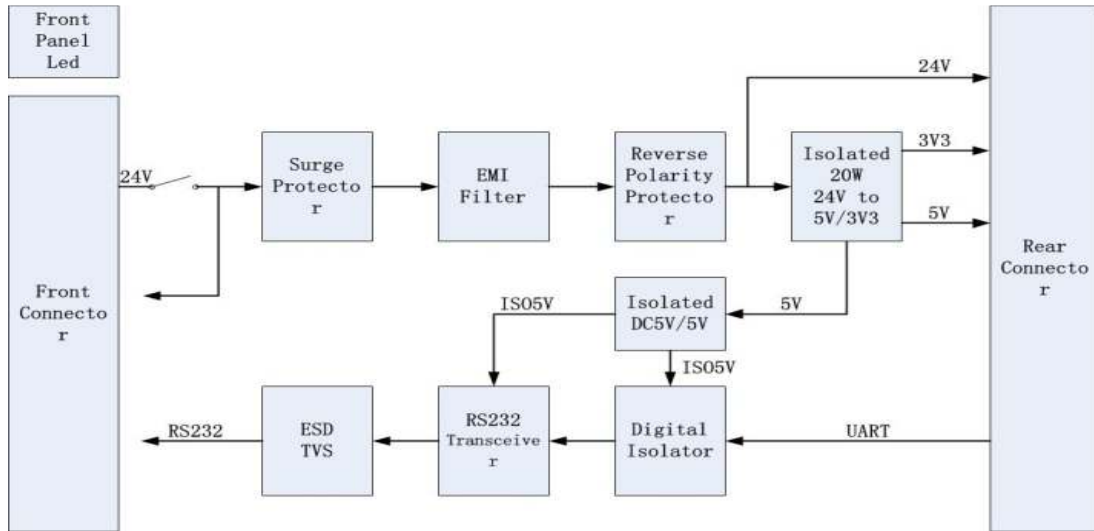 Front
Panel
Led
24V
Surge
Protecto
r
EMI
Filter
Reverse
Polarity
Protecto
r
Isolated
20W
24V to
5V/3V3
24V
3V3
5V
Front
Connecto
r
Rear
Connecto
r
ISO5V
Isolated
DC5V/5V
5V
ISO5V
RS232
ESD
TVS
RS232
Transceive
r
Digital
Isolator
UART